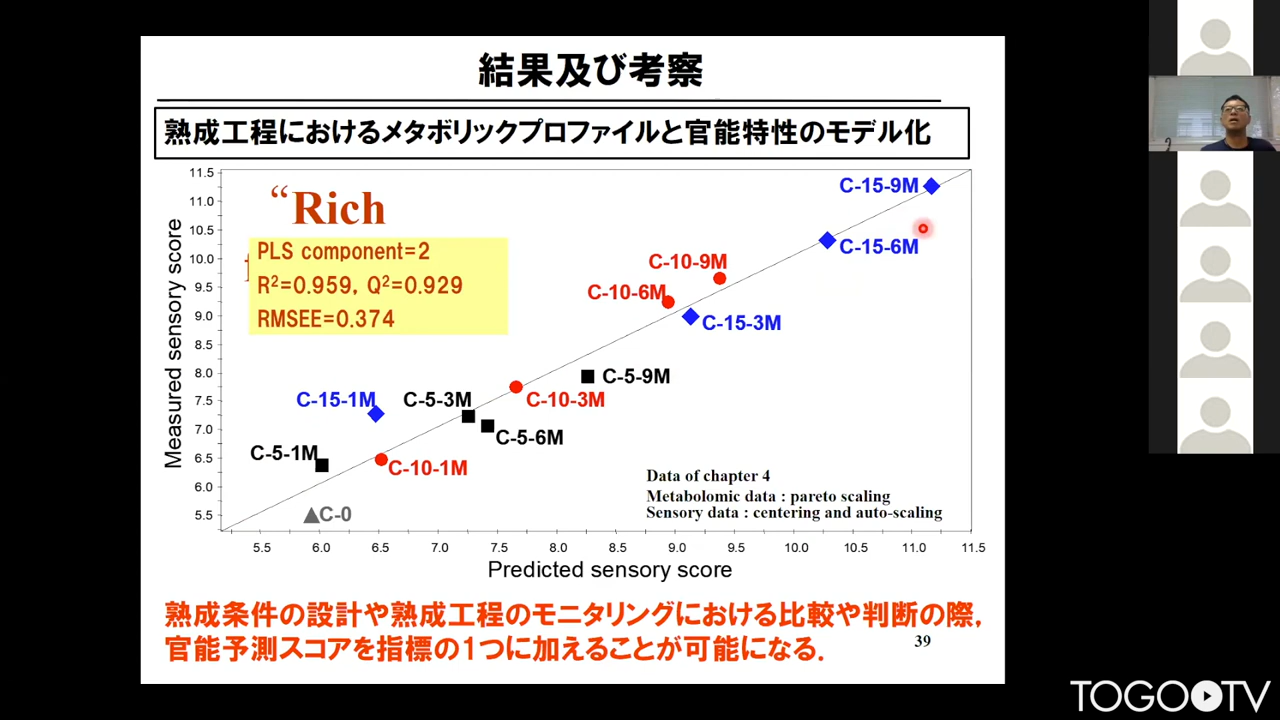 結果及び考察
熟成工程におけるメタボリックプロファイルと官能特性のモデル化
“Rich
PLS component=2
R²=0.959, Q²=0.929
RMSEE=0.374
Measured sensory score
11.5
11.0
10.5
10.0
9.5
9.0
8.5
8.0
7.5
7.0
6.5
6.0
5.5
C-15-9M
C-15-6M
C-10-9M
C-10-6M
C-15-3M
C-5-9M
C-15-1M
C-5-3M
C-10-3M
C-5-6M
C-5-1M
C-10-1M
C-0
Data of chapter 4
Metabolomic data : pareto scaling
Sensory data : centering and auto-scaling
5.5 6.0 6.5 7.0 7.5 8.0 8.5 9.0 9.5 10.0 10.5 11.0 11.5
Predicted sensory score
熟成条件の設計や熟成工程のモニタリングにおける比較や判断の際,
官能予測スコアを指標の1つに加えることが可能になる.
39
TOGO TV